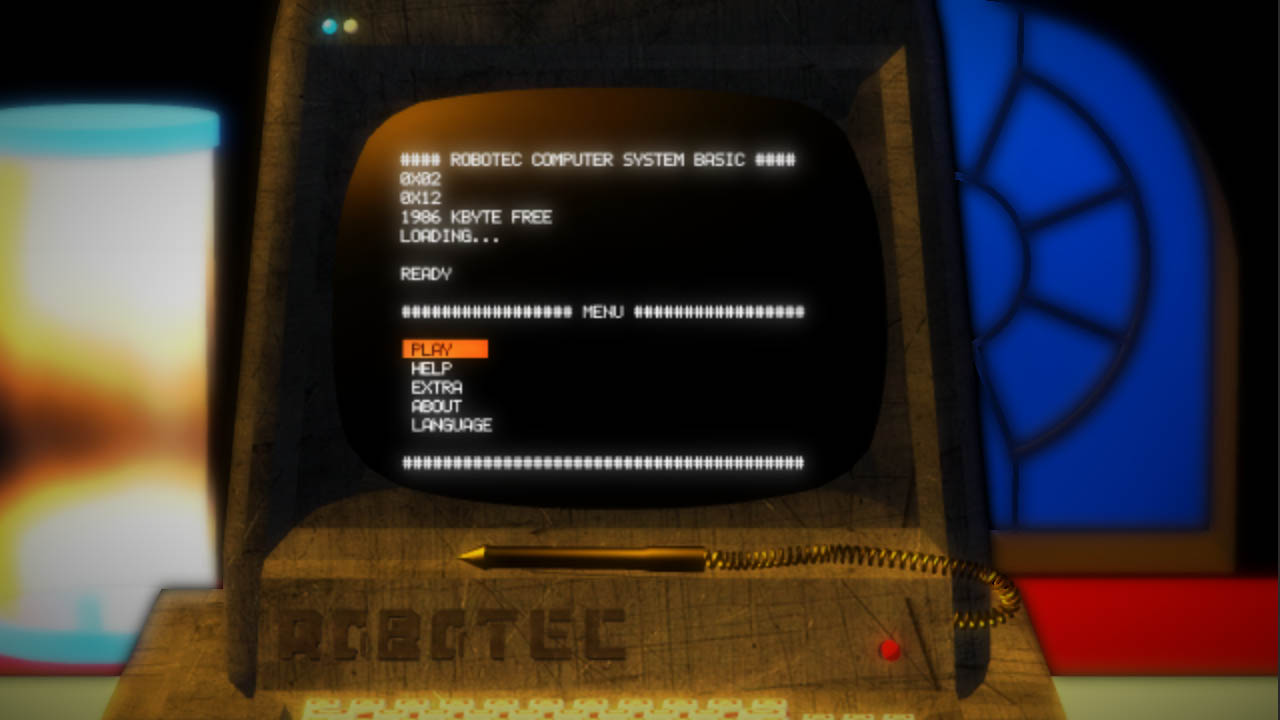 #### ROBOTEC COMPUTER SYSTEM BASIC ####
0X02
0X12
1986 KBYTE FREE
LOADING...
READY
################# MENU #################
PLAY
HELP
EXTRA
ABOUT
LANGUAGE
########################################
ROBOTEC